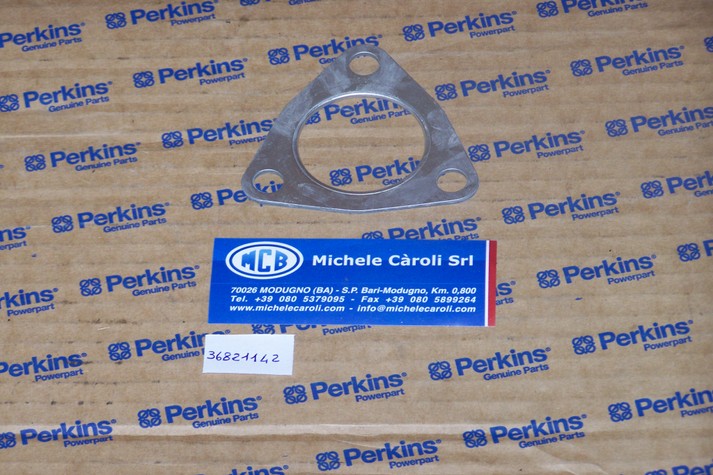 Perkins
Genuine Parts
Perkins
Powerpart
MCB
Michele Càroli Srl
70026 MODUGNO (BA) - S.P. Bari-Modugno, Km. 0,800
Tel. +39 080 5379095 - Fax +39 080 5899264
www.michelecaroli.com - info@michelecaroli.com
36821142